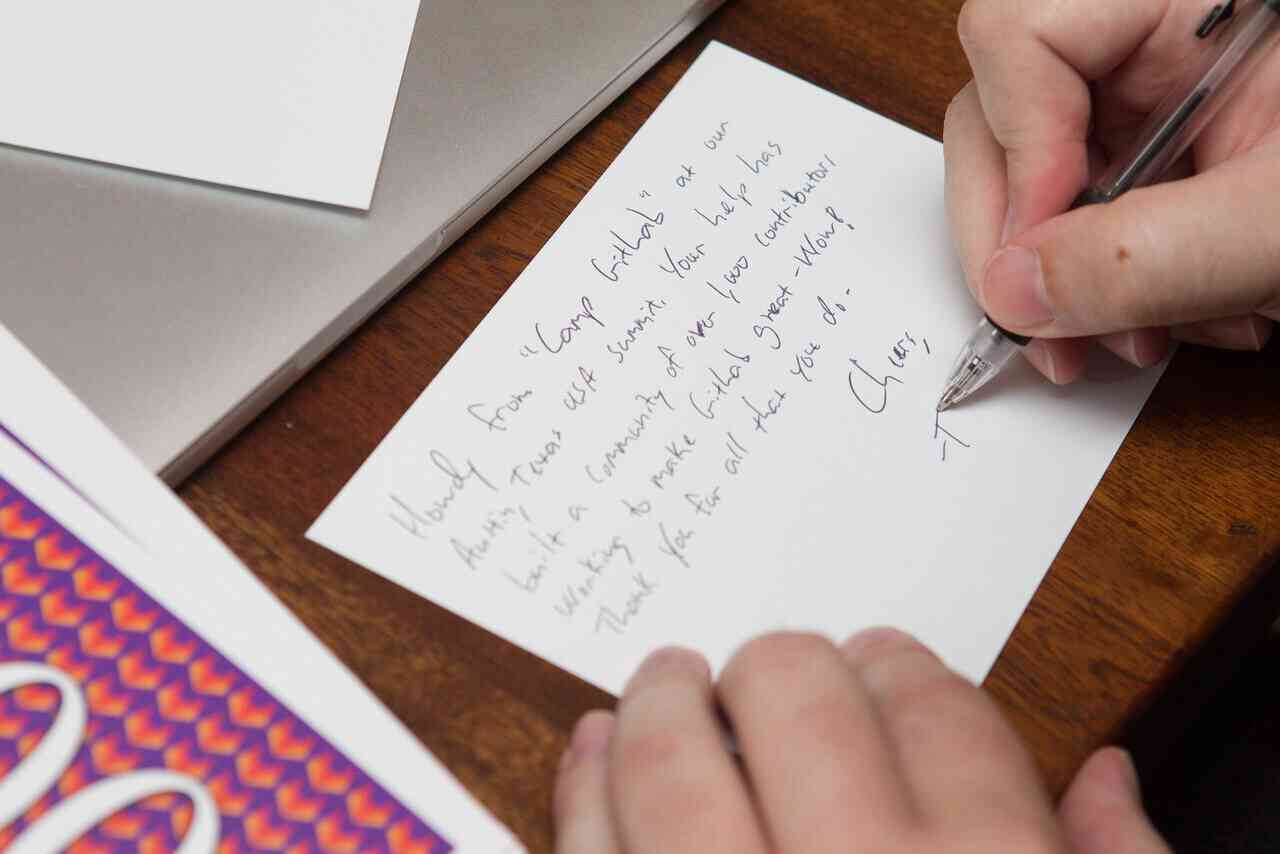 Howdy from "Camp Gitlab" at our
Austin, Texas USA summit. Your help has
built a community of over 1,000 contributors
working to make Gitlab great - Wow!
Thank you for all that you do.
Cheers,
-T